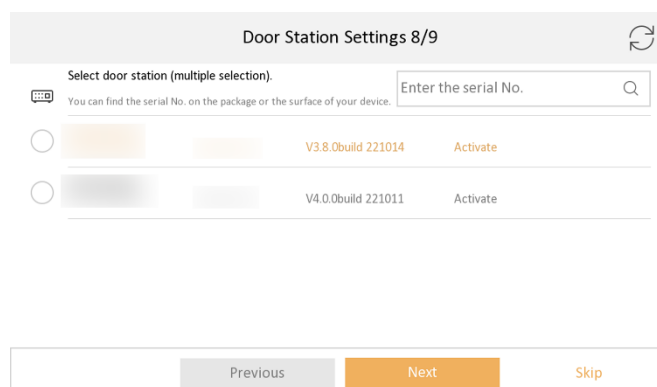 Door Station Settings 8/9
Select door station (multiple selection).
You can find the serial No. on the package or the surface of your device.
Enter the serial No.
V3.8.0build 221014 Activate
V4.0.0build 221011 Activate
Previous Next Skip